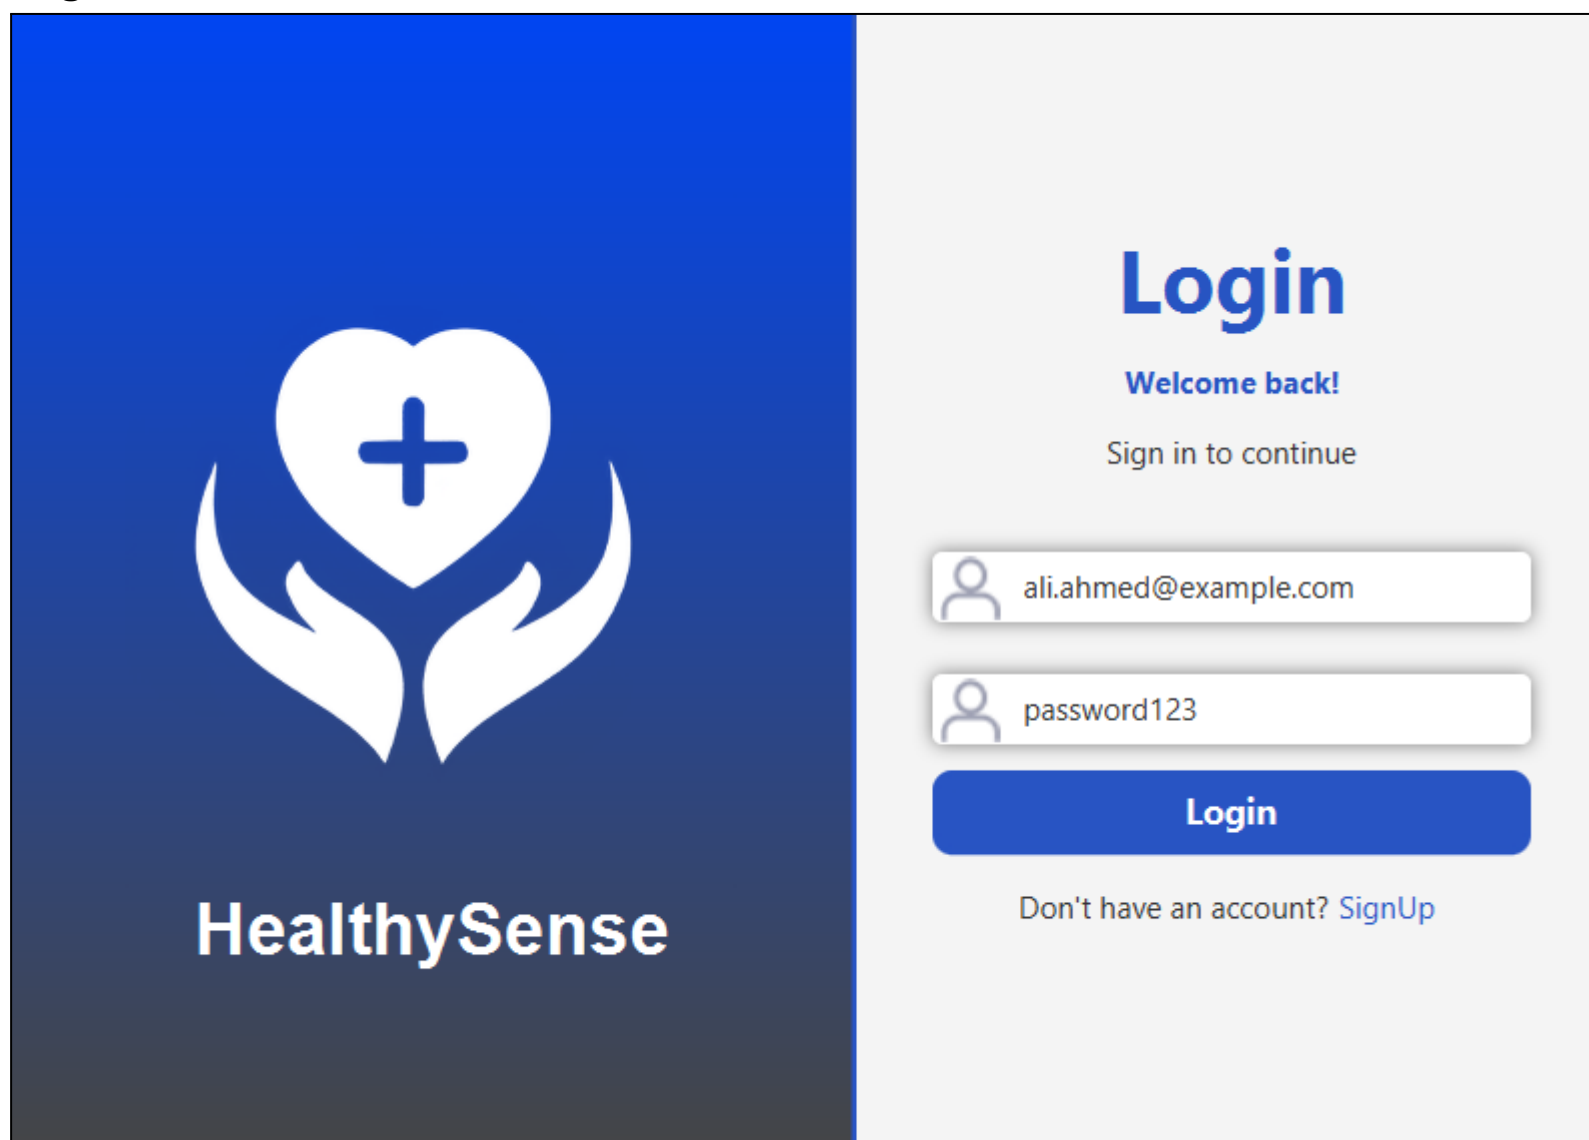 HealthySense
Login
Welcome back!
Sign in to continue
ali.ahmed@example.com
password123
Login
Don't have an account? SignUp